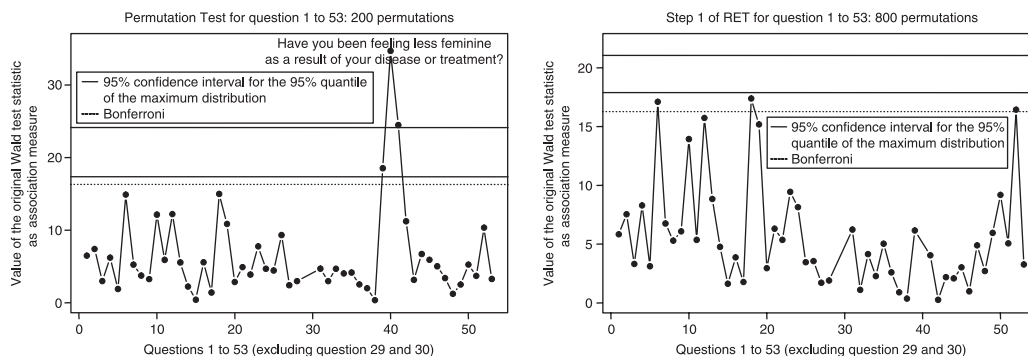 Permutation Test for question 1 to 53: 200 permutations
Have you been feeling less feminine
as a result of your disease or treatment?
95% confidence interval for the 95% quantile
of the maximum distribution
Bonferroni
Value of the original Wald test statistic
as association measure
30
20
10
0
0 10 20 30 40 50
Questions 1 to 53 (excluding question 29 and 30)
Step 1 of RET for question 1 to 53: 800 permutations
95% confidence interval for the 95%
quantile of the maximum distribution
Bonferroni
Value of the original Wald test statistic
as association measure
20
15
10
5
0
0 10 20 30 40 50
Questions 1 to 53 (excluding question 29 and 30)